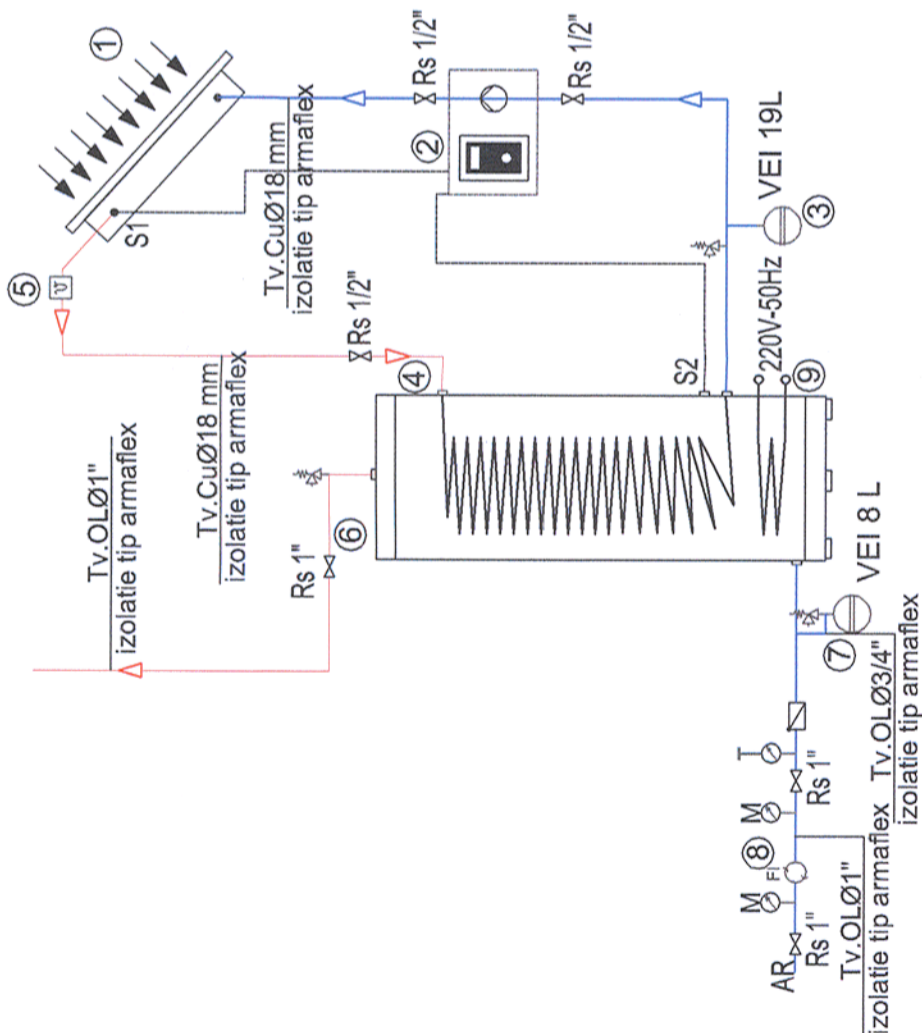 ①
S1
⑤
υ
Tv.CuØ18 mm
izolatie tip armaflex
Rs 1/2"
②
Rs 1/2"
VEI 19L
③
Rs 1/2"
④
Tv.CuØ18 mm
izolatie tip armaflex
Tv.OLØ1"
izolatie tip armaflex
Rs 1"
⑥
S2
220V-50Hz
⑨
VEI 8 L
⑦
Tv.OLØ3/4"
izolatie tip armaflex
T
Rs 1"
M
⑧
FI
M
AR
Rs 1"
Tv.OLØ1"
izolatie tip armaflex